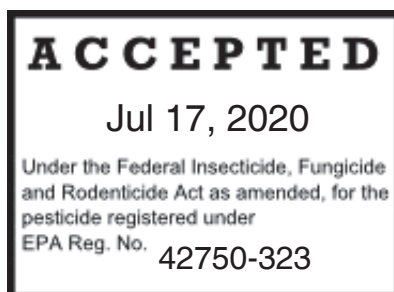 ACCEPTED
Jul 17, 2020
Under the Federal Insecticide, Fungicide
and Rodenticide Act as amended, for the
pesticide registered under
EPA Reg. No. 42750-323